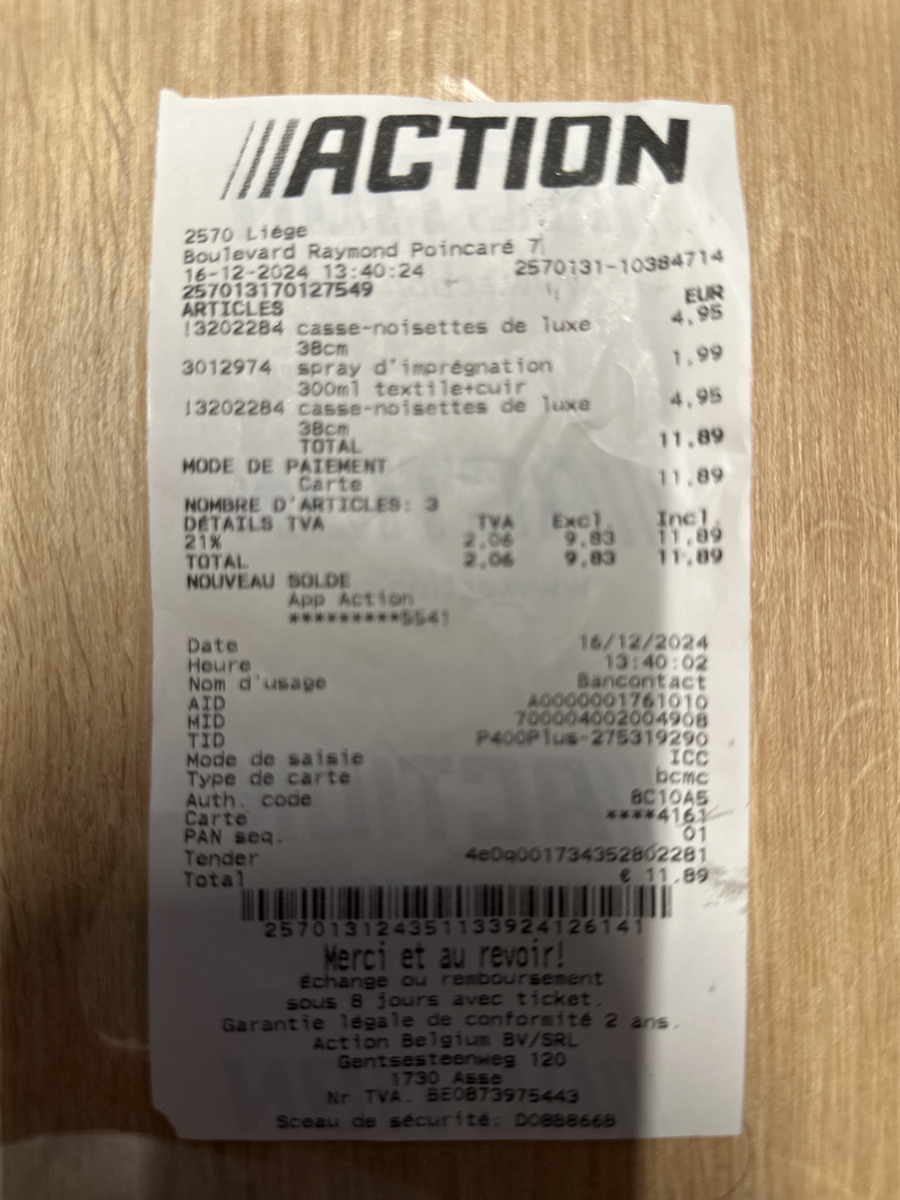 ACTION
2570 Liége
Boulevard Raymond Poincaré 7
16-12-2024 13:40:24 2570131-10384714
257013170127549
ARTICLES EUR
13202284 casse-noisettes de luxe 4.95
38cm
3012974 spray d'imprégnation 1.99
300ml textile+cuir
13202284 casse-noisettes de luxe 4.95
38cm
TOTAL 11.89
MODE DE PAIEMENT
Carte 11.89
NOMBRE D'ARTICLES: 3
DÉTAILS TVA TVA Excl. Incl.
21% 2.06 9.83 11.89
TOTAL 2.06 9.83 11.89
NOUVEAU SOLDE
App Action
*********5541
Date 16/12/2024
Heure 13:40:02
Nom d'usage Bancontact
AID A0000001761010
MID 700004002004908
TID P400Plus-275319290
Mode de saisie ICC
Type de carte bcmc
Auth. code 8C10A5
Carte ****4161
PAN seq. 01
Tender 4e0q001734352802281
Total € 11.89
257013124351133924126141
Merci et au revoir!
Échange ou remboursement
sous 8 jours avec ticket.
Garantie légale de conformité 2 ans.
Action Belgium BV/SRL
Gentsesteenweg 120
1730 Asse
Nr TVA. BE0873975443
Sceau de sécurité: D0BB866B